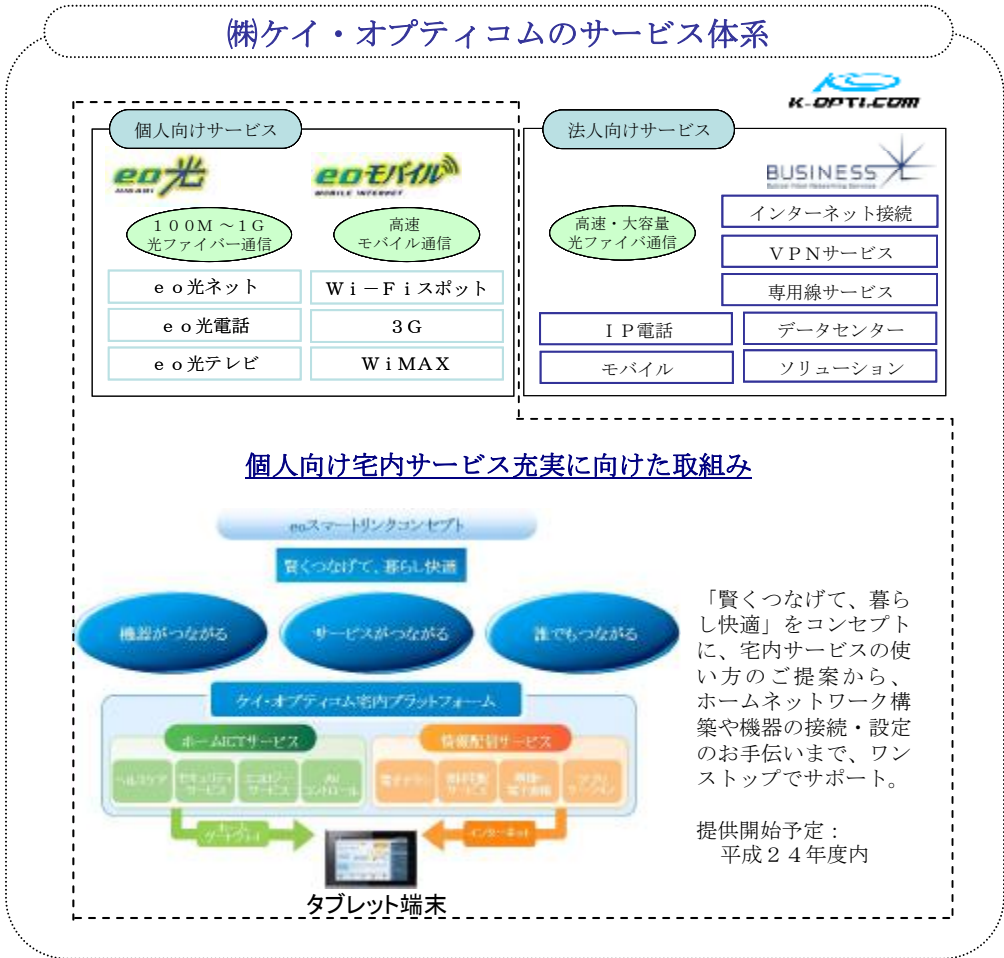 ㈱ケイ・オプティコムのサービス体系
K-OPTI.COM
個人向けサービス
eo光
HIKARI
eoモバイル
MOBILE INTERNET
１００Ｍ～１Ｇ
光ファイバー通信
高速
モバイル通信
ｅｏ光ネット
Ｗｉ－Ｆｉスポット
ｅｏ光電話
３Ｇ
ｅｏ光テレビ
ＷｉＭＡＸ
法人向けサービス
BUSINESS
高速・大容量
光ファイバ通信
インターネット接続
ＶＰＮサービス
専用線サービス
ＩＰ電話
データセンター
モバイル
ソリューション
個人向け宅内サービス充実に向けた取組み
eoスマートリンクコンセプト
賢くつなげて、暮らし快適
機器がつながる
サービスがつながる
誰でもつながる
ケイ・オプティコム宅内プラットフォーム
ホームICTサービス
情報配信サービス
ヘルスケア
セキュリティ
サービス
エコロジー
サービス
AV
コントロール
電子チラシ
サービス
インターネット
タブレット端末
「賢くつなげて、暮ら
し快適」をコンセプト
に、宅内サービスの使
い方のご提案から、
ホームネットワーク構
築や機器の接続・設定
のお手伝いまで、ワン
ストップでサポート。
提供開始予定：
平成２４年度内